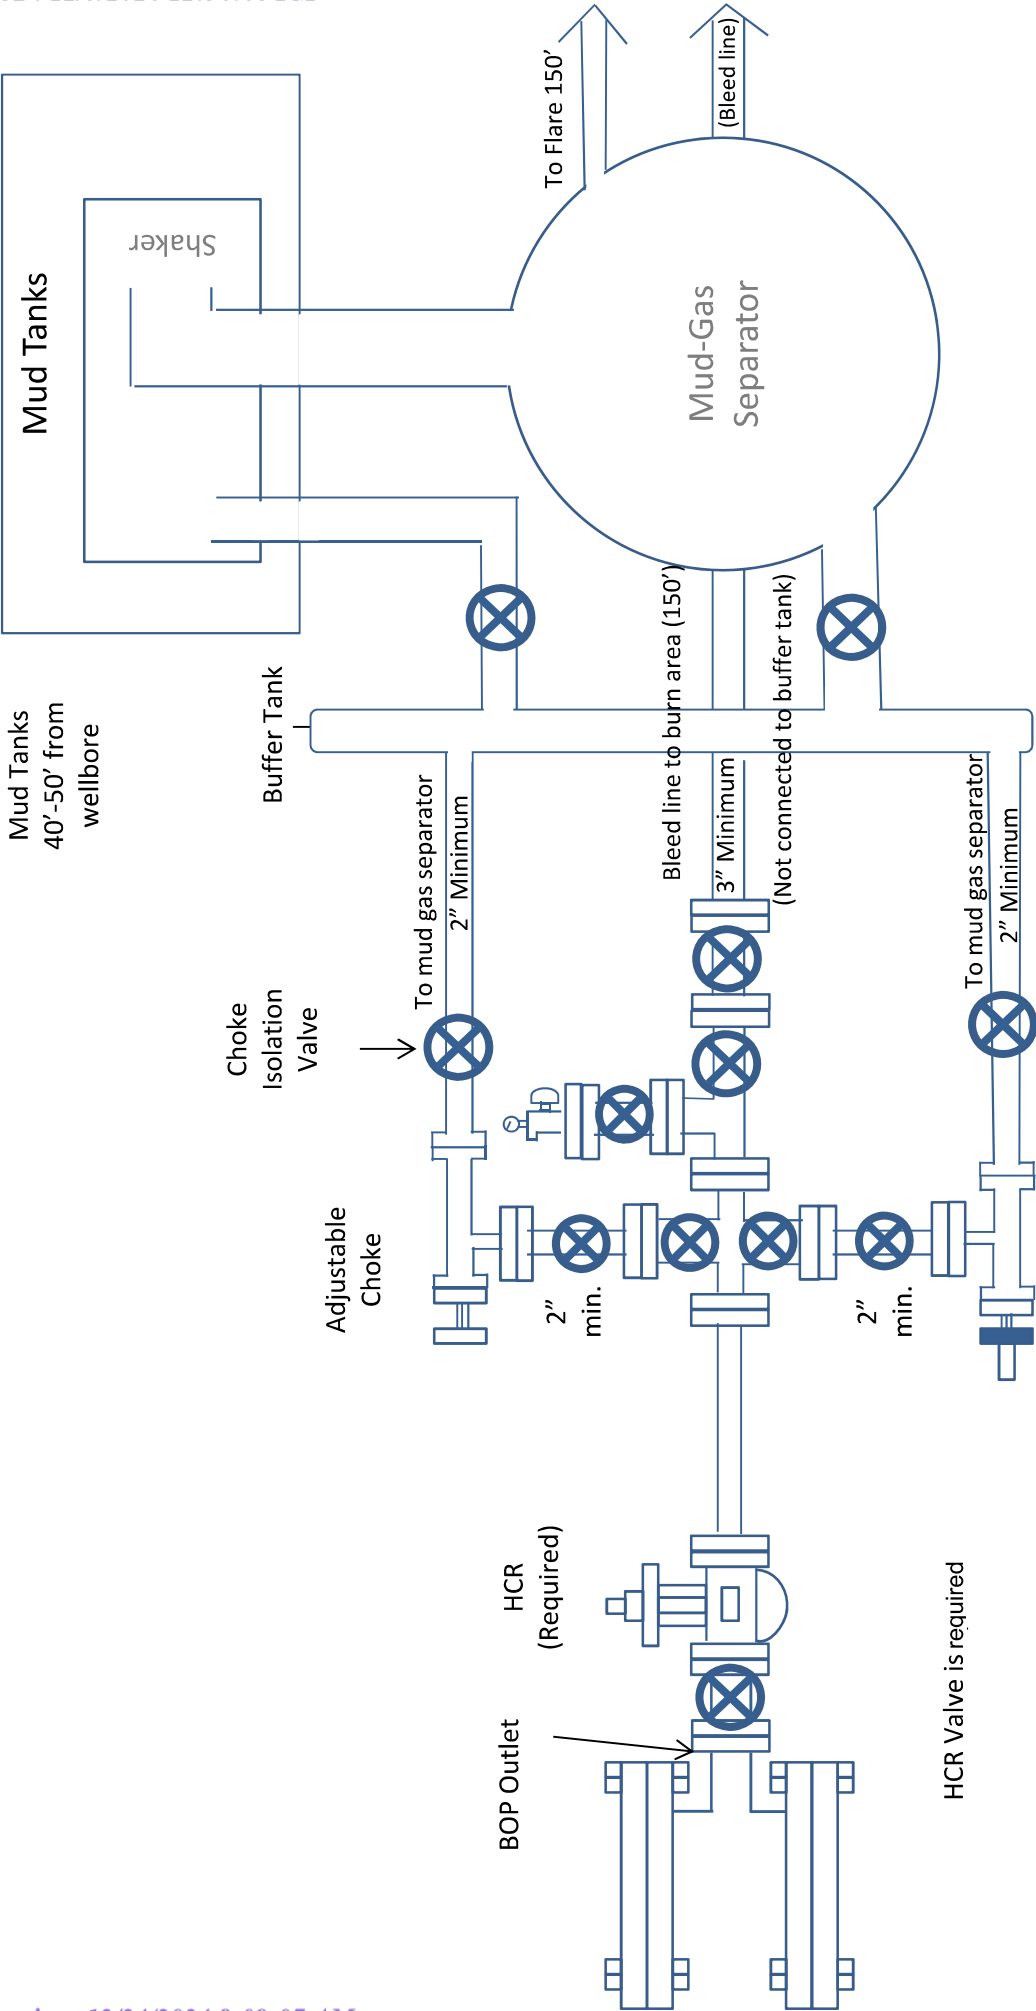 Mud Tanks
Shaker
To Flare 150’
(Bleed line)
Mud-Gas
Separator
Mud Tanks
40’-50’ from
wellbore
Buffer Tank
Bleed line to burn area (150’)
3” Minimum
(Not connected to buffer tank)
To mud gas separator
2” Minimum
To mud gas separator
2” Minimum
Choke
Isolation
Valve
Adjustable
Choke
2”
min.
2”
min.
HCR
(Required)
BOP Outlet
HCR Valve is required